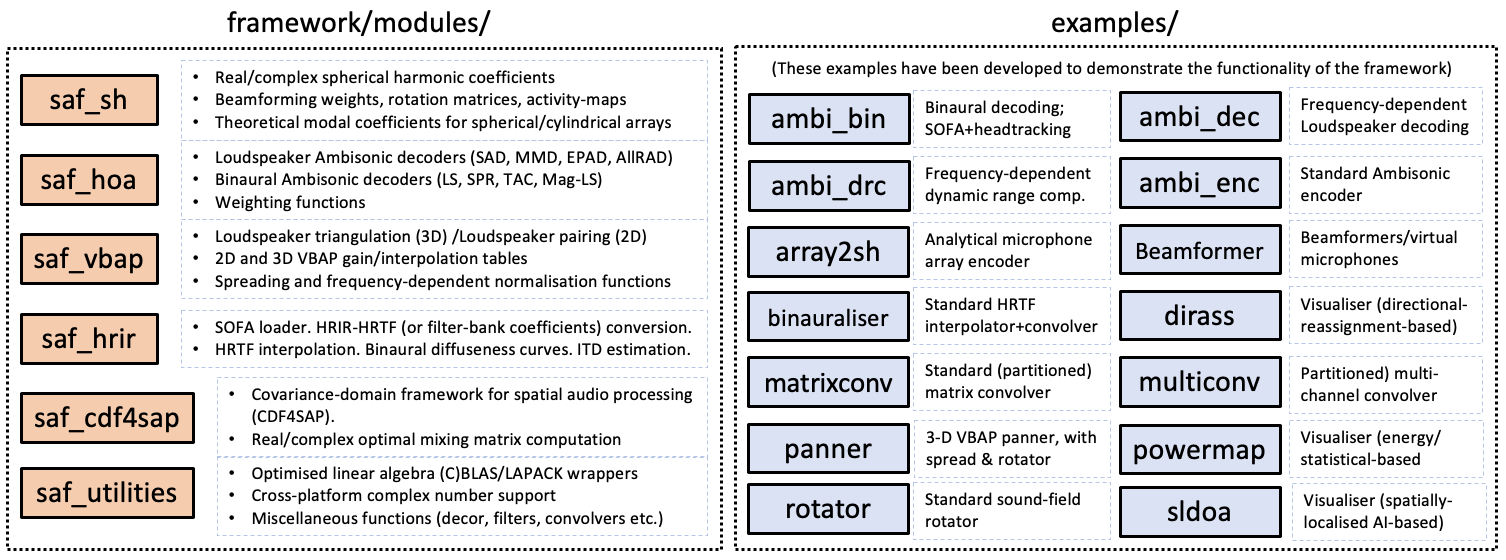 framework/modules/
saf_sh
• Real/complex spherical harmonic coefficients
• Beamforming weights, rotation matrices, activity-maps
• Theoretical modal coefficients for spherical/cylindrical arrays
saf_hoa
• Loudspeaker Ambisonic decoders (SAD, MMD, EPAD, AllRAD)
• Binaural Ambisonic decoders (LS, SPR, TAC, Mag-LS)
• Weighting functions
saf_vbap
• Loudspeaker triangulation (3D) /Loudspeaker pairing (2D)
• 2D and 3D VBAP gain/interpolation tables
• Spreading and frequency-dependent normalisation functions
saf_hrir
• SOFA loader. HRIR-HRTF (or filter-bank coefficients) conversion.
• HRTF interpolation. Binaural diffuseness curves. ITD estimation.
saf_cdf4sap
• Covariance-domain framework for spatial audio processing
(CDF4SAP).
• Real/complex optimal mixing matrix computation
saf_utilities
• Optimised linear algebra (C)BLAS/LAPACK wrappers
• Cross-platform complex number support
• Miscellaneous functions (decor, filters, convolvers etc.)
examples/
(These examples have been developed to demonstrate the functionality of the framework)
ambi_bin
Binaural decoding;
SOFA+headtracking
ambi_dec
Frequency-dependent
Loudspeaker decoding
ambi_drc
Frequency-dependent
dynamic range comp.
ambi_enc
Standard Ambisonic
encoder
array2sh
Analytical microphone
array encoder
Beamformer
Beamformers/virtual
microphones
binauraliser
Standard HRTF
interpolator+convolver
dirass
Visualiser (directional-
reassignment-based)
matrixconv
Standard (partitioned)
matrix convolver
multiconv
Partitioned) multi-
channel convolver
panner
3-D VBAP panner, with
spread & rotator
powermap
Visualiser (energy/
statistical-based
rotator
Standard sound-field
rotator
sldoa
Visualiser (spatially-
localised AI-based)